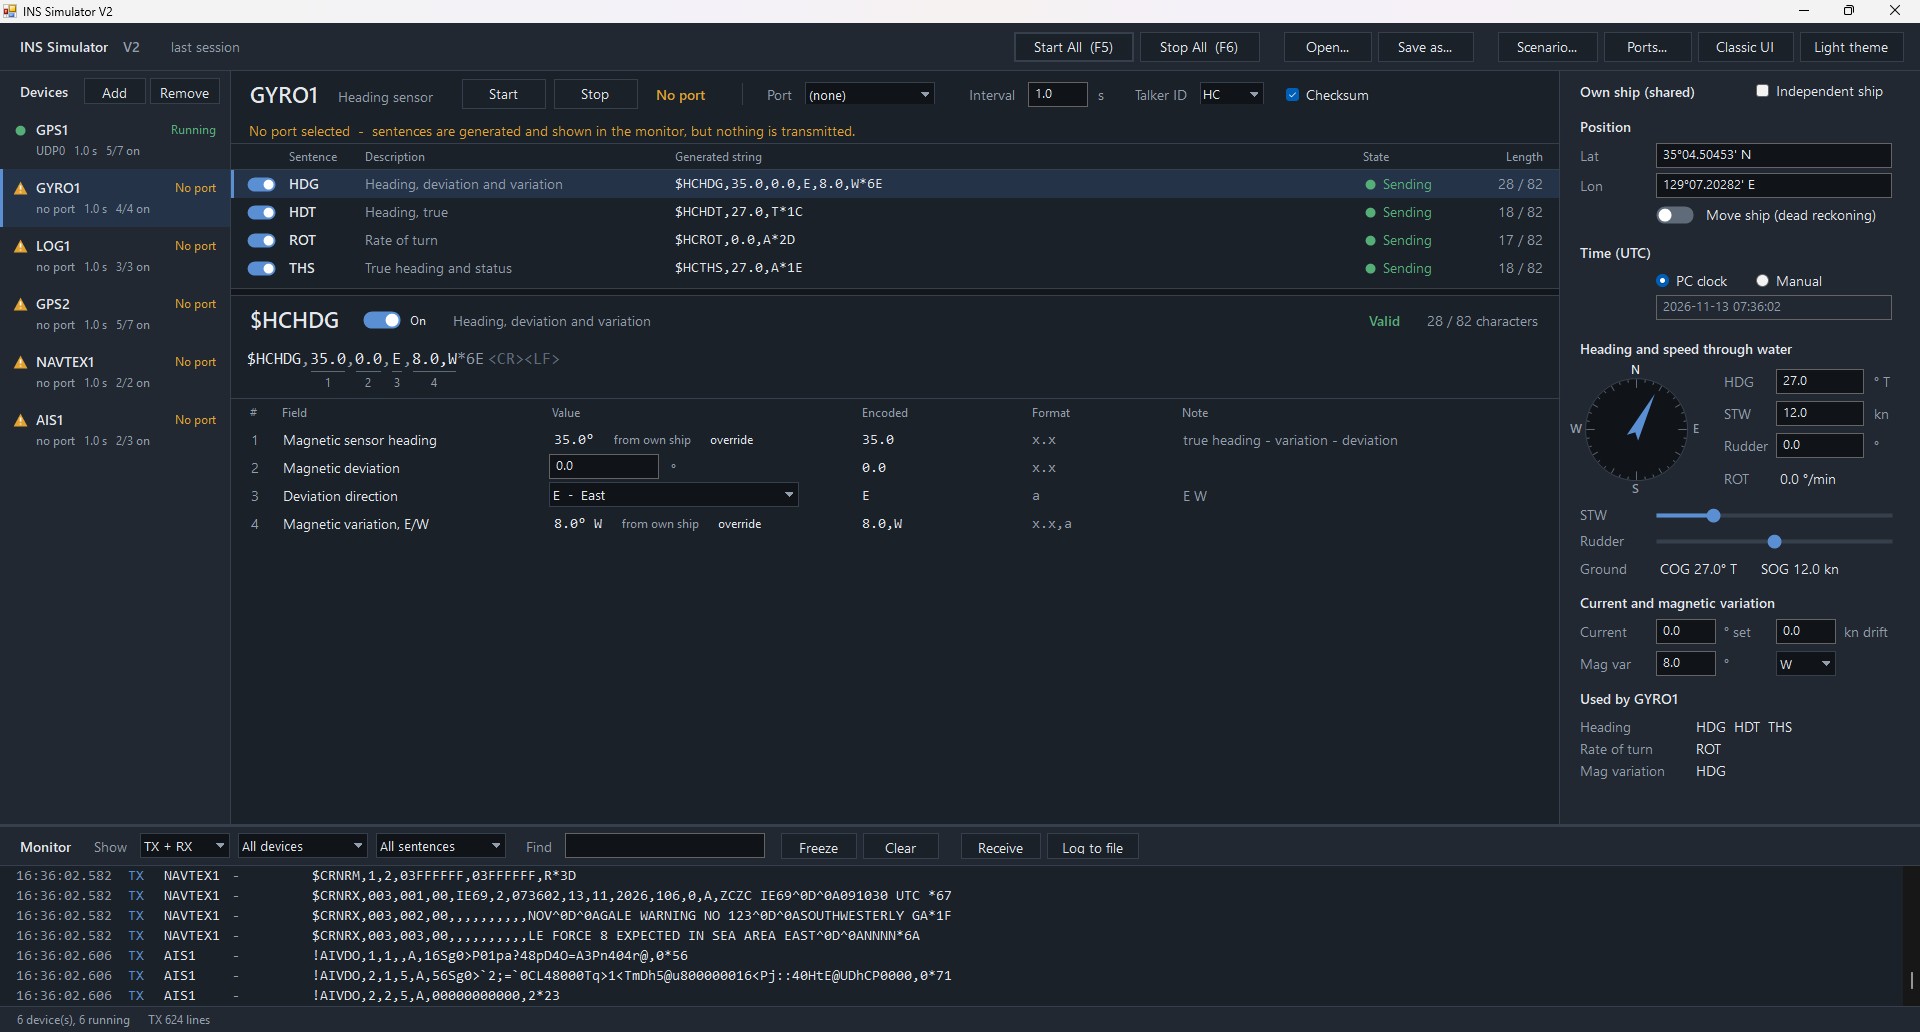 INS Simulator V2
INS Simulator V2 last session Start All (F5) Stop All (F6) Open... Save as... Scenario... Ports... Classic UI Light theme
Devices Add Remove
GPS1 Running
UDP0 1.0 s 5/7 on
GYRO1 No port
no port 1.0 s 4/4 on
LOG1 No port
no port 1.0 s 3/3 on
GPS2 No port
no port 1.0 s 5/7 on
NAVTEX1 No port
no port 1.0 s 2/2 on
AIS1 No port
no port 1.0 s 2/3 on
GYRO1 Heading sensor Start Stop No port Port (none) Interval 1.0 s Talker ID HC Checksum
No port selected - sentences are generated and shown in the monitor, but nothing is transmitted.
Sentence Description Generated string State Length
HDG Heading, deviation and variation $HCHDG,35.0,0.0,E,8.0,W*6E Sending 28 / 82
HDT Heading, true $HCHDT,27.0,T*1C Sending 18 / 82
ROT Rate of turn $HCROT,0.0,A*2D Sending 17 / 82
THS True heading and status $HCTHS,27.0,A*1E Sending 18 / 82
$HCHDG On Heading, deviation and variation Valid 28 / 82 characters
$HCHDG,35.0,0.0,E,8.0,W*6E <CR><LF>
1 2 3 4
# Field Value Encoded Format Note
1 Magnetic sensor heading 35.0° from own ship override 35.0 x.x true heading - variation - deviation
2 Magnetic deviation 0.0 ° 0.0 x.x
3 Deviation direction E - East E a E W
4 Magnetic variation, E/W 8.0° W from own ship override 8.0,W x.x,a
Own ship (shared) Independent ship
Position
Lat 35°04.50453' N
Lon 129°07.20282' E
Move ship (dead reckoning)
Time (UTC)
PC clock Manual
2026-11-13 07:36:02
Heading and speed through water
N
W E
S
HDG 27.0 ° T
STW 12.0 kn
Rudder 0.0 °
ROT 0.0 °/min
STW
Rudder
Ground COG 27.0° T SOG 12.0 kn
Current and magnetic variation
Current 0.0 ° set 0.0 kn drift
Mag var 8.0 ° W
Used by GYRO1
Heading HDG HDT THS
Rate of turn ROT
Mag variation HDG
Monitor Show TX + RX All devices All sentences Find Freeze Clear Receive Log to file
16:36:02.582 TX NAVTEX1 - $CRNRM,1,2,03FFFFFF,03FFFFFF,R*3D
16:36:02.582 TX NAVTEX1 - $CRNRX,003,001,00,IE69,2,073602,13,11,2026,106,0,A,ZCZC IE69^0D^0A091030 UTC *67
16:36:02.582 TX NAVTEX1 - $CRNRX,003,002,00,,,,,,,,,,NOV^0D^0AGALE WARNING NO 123^0D^0ASOUTHWESTERLY GA*1F
16:36:02.582 TX NAVTEX1 - $CRNRX,003,003,00,,,,,,,,,,LE FORCE 8 EXPECTED IN SEA AREA EAST^0D^0ANNNN*6A
16:36:02.606 TX AIS1 - !AIVDO,1,1,,A,16Sg0>P01pa?48pD4O=A3Pn404r@,0*56
16:36:02.606 TX AIS1 - !AIVDO,2,1,5,A,56Sg0>`2;=`0CL48000Tq>1<TmDh5@u800000016<Pj::40HtE@UDhCP0000,0*71
16:36:02.606 TX AIS1 - !AIVDO,2,2,5,A,00000000000,2*23
6 device(s), 6 running TX 624 lines